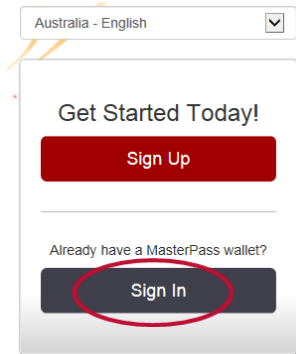 Australia - English
Get Started Today!
Sign Up
Already have a MasterPass wallet?
Sign In